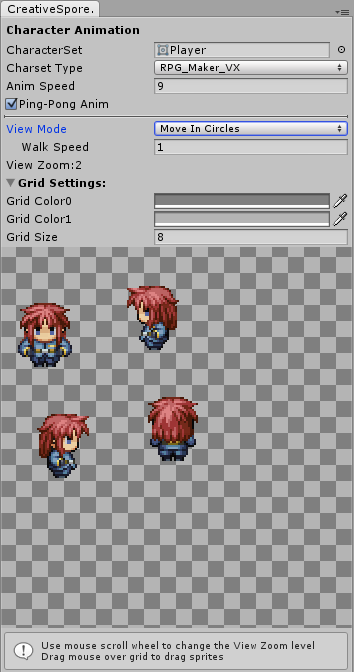 CreativeSpore.
Character Animation
CharacterSet Player
Charset Type RPG_Maker_VX
Anim Speed 9
Ping-Pong Anim
View Mode Move In Circles
Walk Speed 1
View Zoom:2
Grid Settings:
Grid Color0
Grid Color1
Grid Size 8
Use mouse scroll wheel to change the View Zoom level
Drag mouse over grid to drag sprites